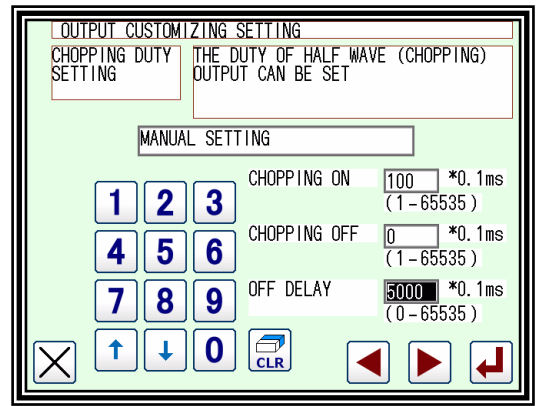 OUTPUT CUSTOMIZING SETTING
CHOPPING DUTY
SETTING
THE DUTY OF HALF WAVE (CHOPPING)
OUTPUT CAN BE SET
MANUAL SETTING
CHOPPING ON 100 *0.1ms
(1-65535)
CHOPPING OFF 0 *0.1ms
(1-65535)
OFF DELAY 5000 *0.1ms
(0-65535)
1 2 3
4 5 6
7 8 9
↑ ↓ 0 CLR